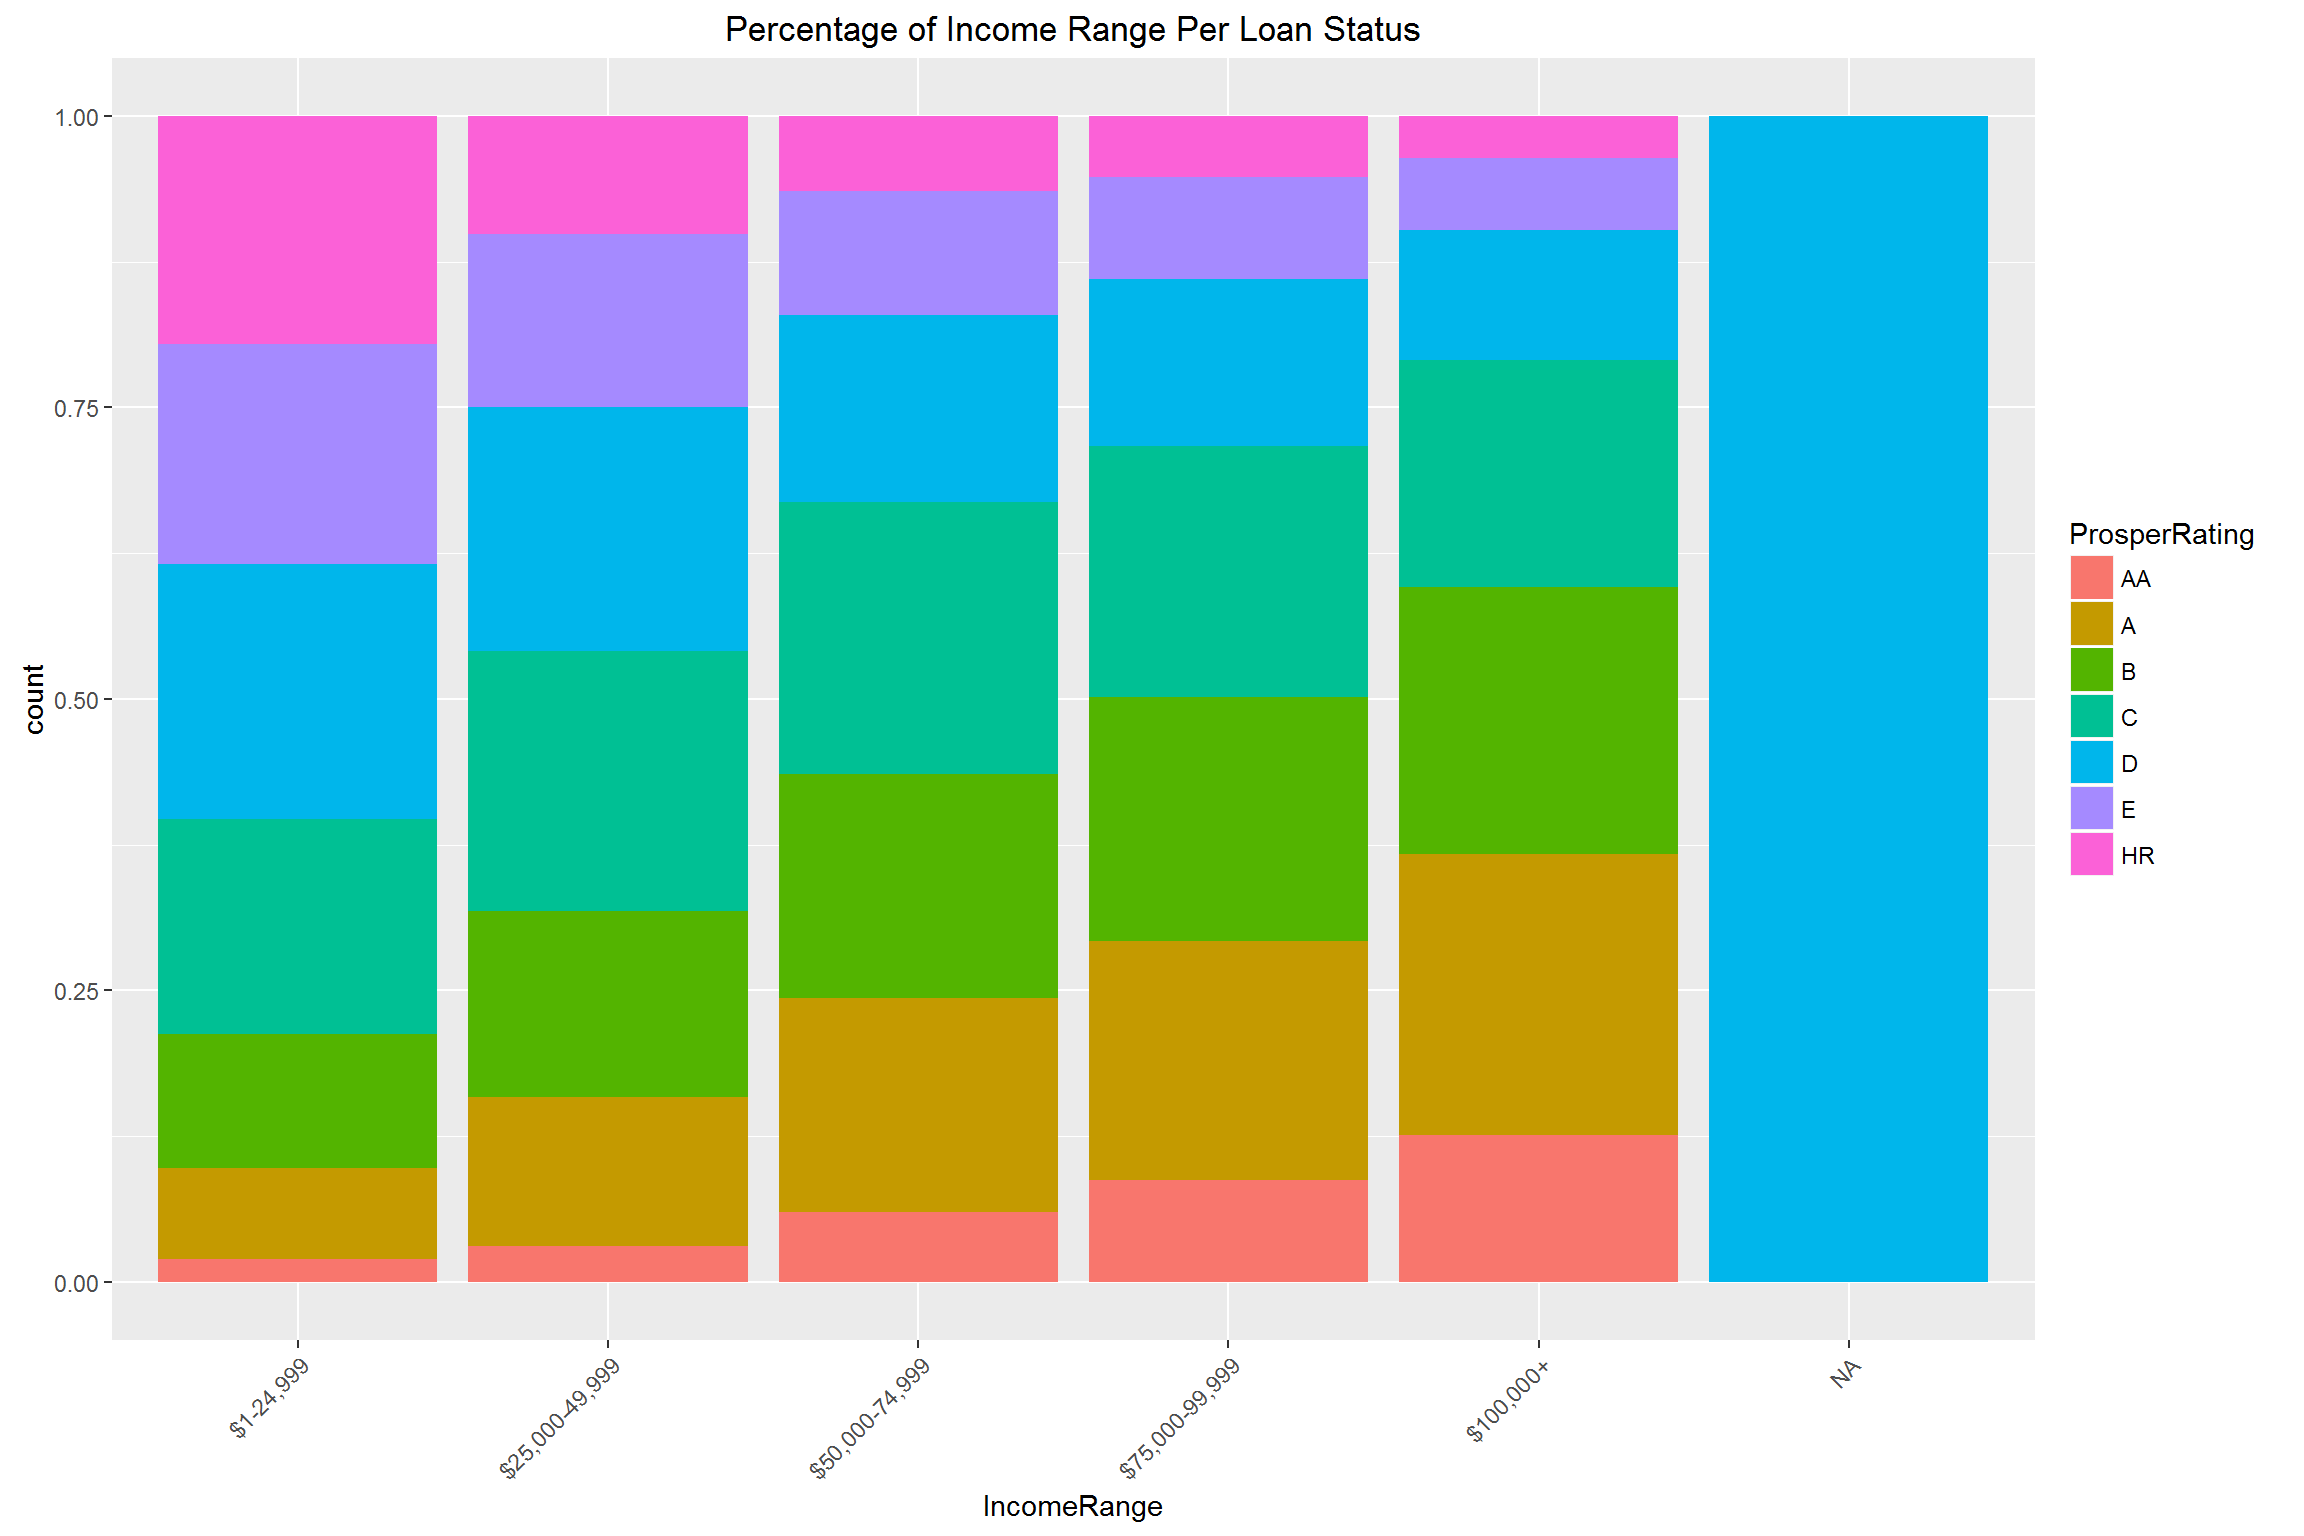 Percentage of Income Range Per Loan Status
1.00
0.75
0.50
0.25
0.00
count
$1-24,999
$25,000-49,999
$50,000-74,999
$75,000-99,999
$100,000+
NA
IncomeRange
ProsperRating
AA
A
B
C
D
E
HR